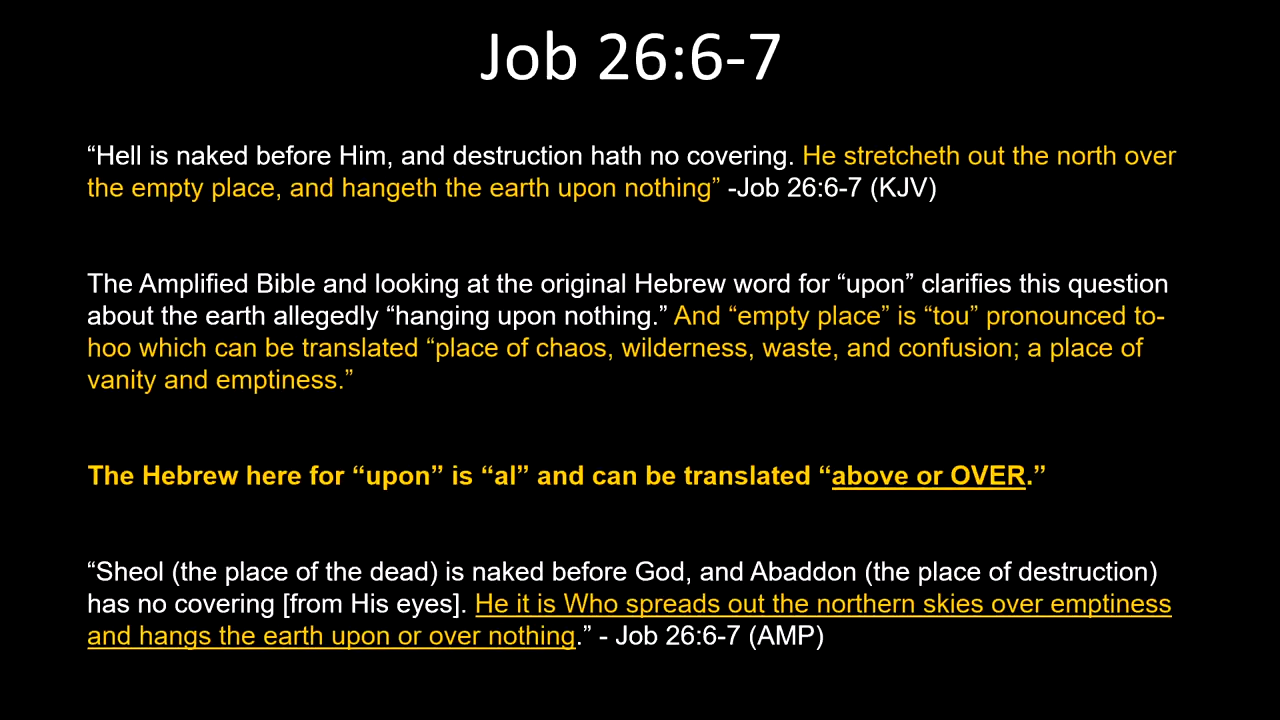 Job 26:6-7
“Hell is naked before Him, and destruction hath no covering. He stretcheth out the north over
the empty place, and hangeth the earth upon nothing” -Job 26:6-7 (KJV)
The Amplified Bible and looking at the original Hebrew word for “upon” clarifies this question
about the earth allegedly “hanging upon nothing.” And “empty place” is “tou” pronounced to-
hoo which can be translated “place of chaos, wilderness, waste, and confusion; a place of
vanity and emptiness.”
The Hebrew here for “upon” is “al” and can be translated “above or OVER.”
“Sheol (the place of the dead) is naked before God, and Abaddon (the place of destruction)
has no covering [from His eyes]. He it is Who spreads out the northern skies over emptiness
and hangs the earth upon or over nothing.” - Job 26:6-7 (AMP)